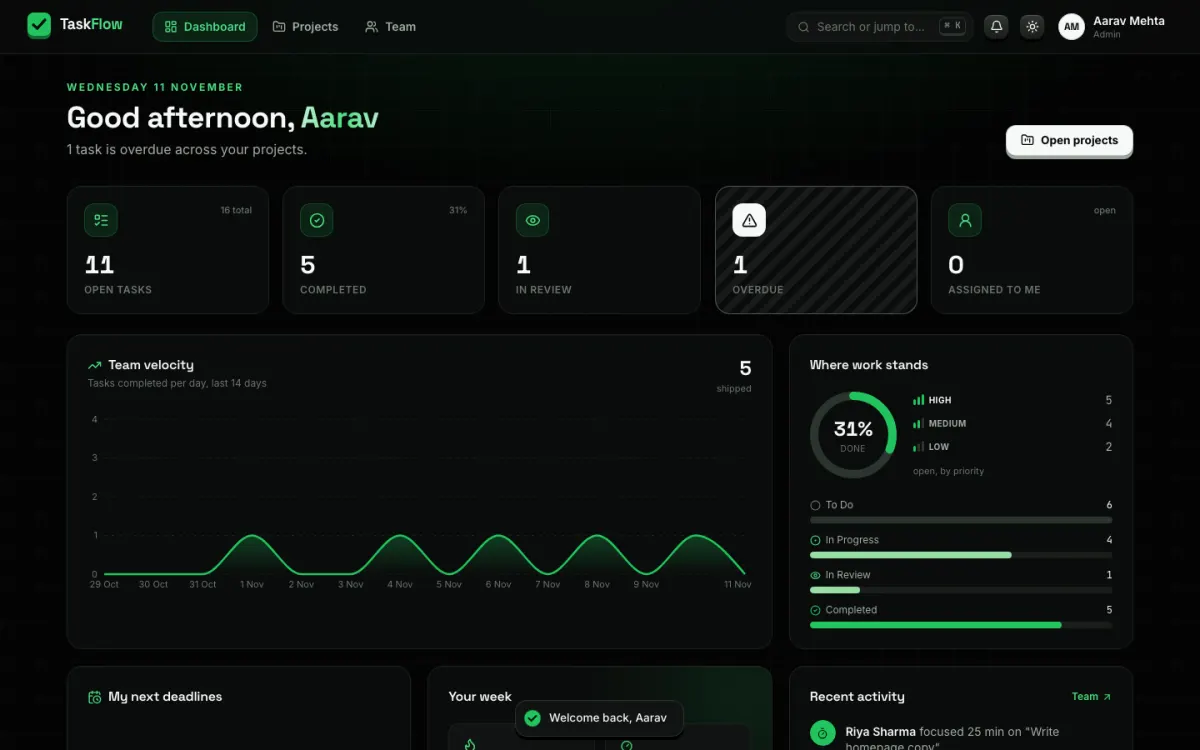 TaskFlow
Dashboard
Projects
Team
Search or jump to...
⌘ K
AM
Aarav Mehta
Admin
WEDNESDAY 11 NOVEMBER
Good afternoon, Aarav
1 task is overdue across your projects.
Open projects
16 total
11
OPEN TASKS
31%
5
COMPLETED
1
IN REVIEW
1
OVERDUE
open
0
ASSIGNED TO ME
Team velocity
Tasks completed per day, last 14 days
5
shipped
4
3
2
1
0
29 Oct 30 Oct 31 Oct 1 Nov 2 Nov 3 Nov 4 Nov 5 Nov 6 Nov 7 Nov 8 Nov 9 Nov 11 Nov
Where work stands
31%
DONE
HIGH 5
MEDIUM 4
LOW 2
open, by priority
To Do 6
In Progress 4
In Review 1
Completed 5
My next deadlines
Your week
Welcome back, Aarav
Recent activity
Team ↗
Riya Sharma focused 25 min on "Write
homepage copy"